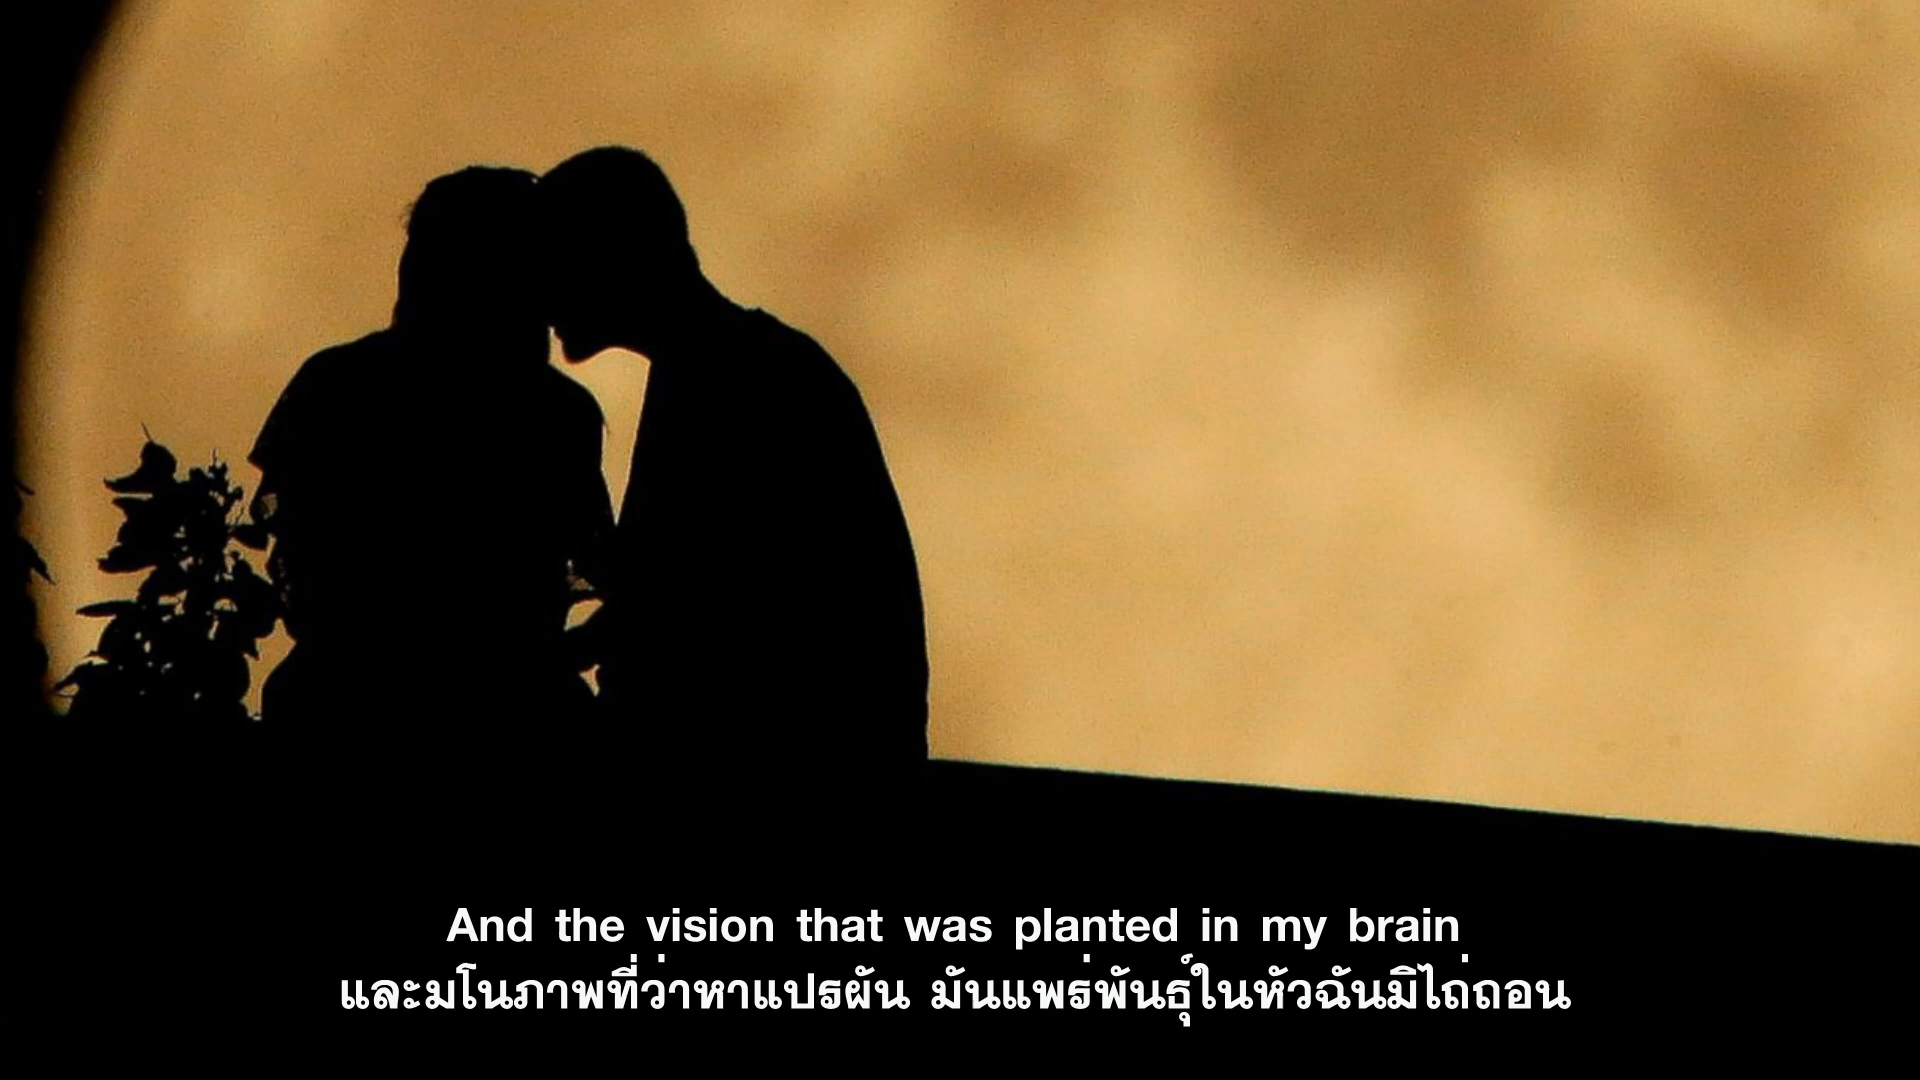 And the vision that was planted in my brain
และมโนภาพที่ว่าหาแปรผัน มันแพร่พันธุ์ในหัวฉันมิไถ่ถอน